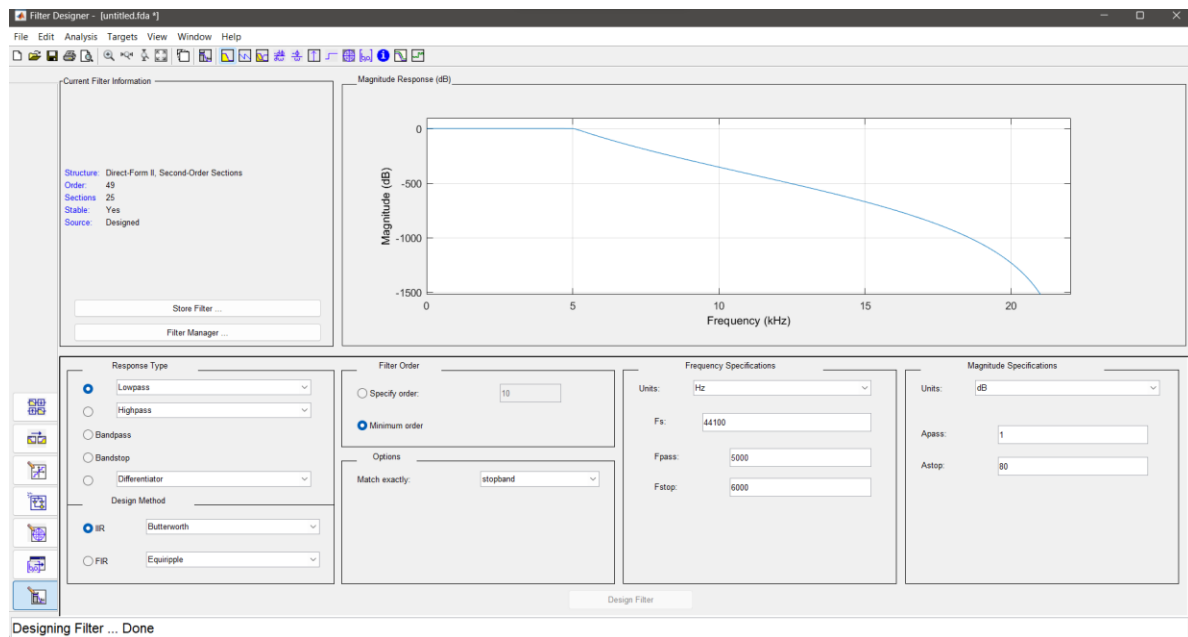 Filter Designer - [untitled.fda *]
File Edit Analysis Targets View Window Help
Current Filter Information
Structure: Direct-Form II, Second-Order Sections
Order: 49
Sections 25
Stable: Yes
Source: Designed
Store Filter ...
Filter Manager ...
Magnitude Response (dB)
0
-500
-1000
-1500
Magnitude (dB)
0 5 10 15 20
Frequency (kHz)
Response Type
Lowpass
Highpass
Bandpass
Bandstop
Differentiator
Design Method
IIR Butterworth
FIR Equiripple
Filter Order
Specify order: 10
Minimum order
Options
Match exactly: stopband
Frequency Specifications
Units: Hz
Fs: 44100
Fpass: 5000
Fstop: 6000
Magnitude Specifications
Units: dB
Apass: 1
Astop: 80
Design Filter
Designing Filter ... Done